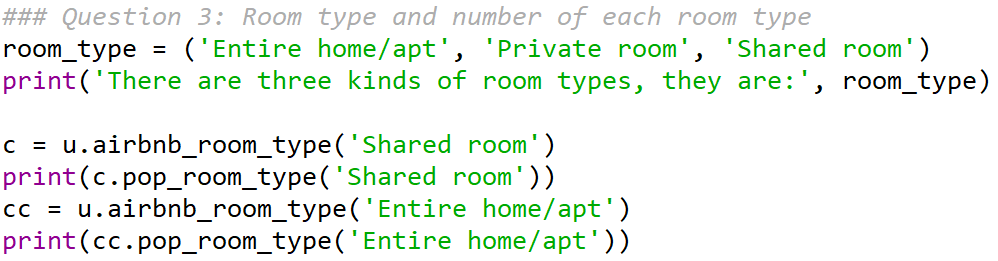 ### Question 3: Room type and number of each room type
room_type = ('Entire home/apt', 'Private room', 'Shared room')
print('There are three kinds of room types, they are:', room_type)
c = u.airbnb_room_type('Shared room')
print(c.pop_room_type('Shared room'))
cc = u.airbnb_room_type('Entire home/apt')
print(cc.pop_room_type('Entire home/apt'))